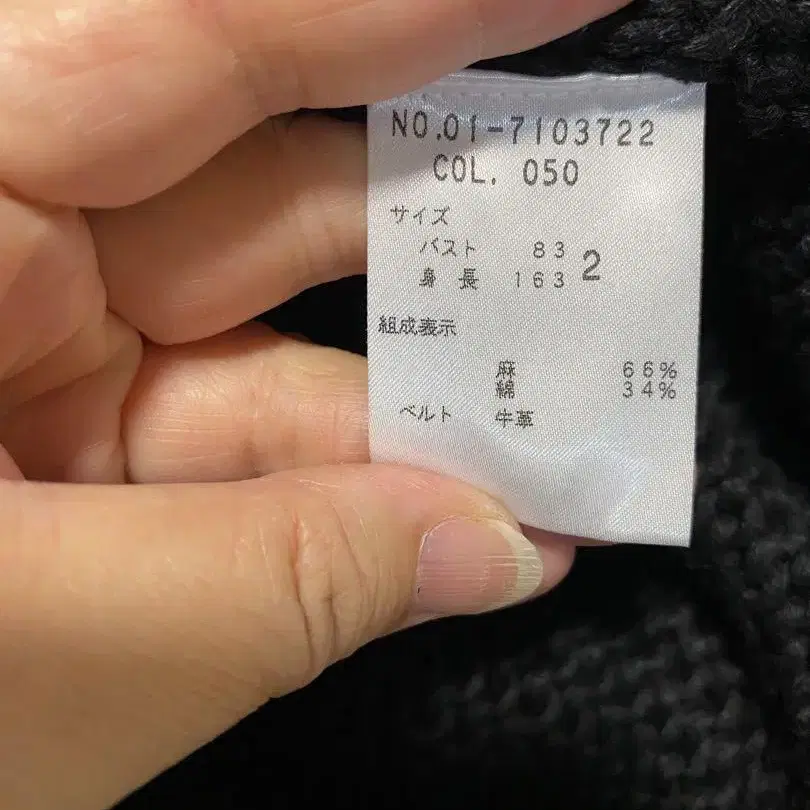 NO.01-7103722
COL. 050
サイズ
バスト 83
身長 163 2
組成表示
麻 66%
綿 34%
ベルト 牛革